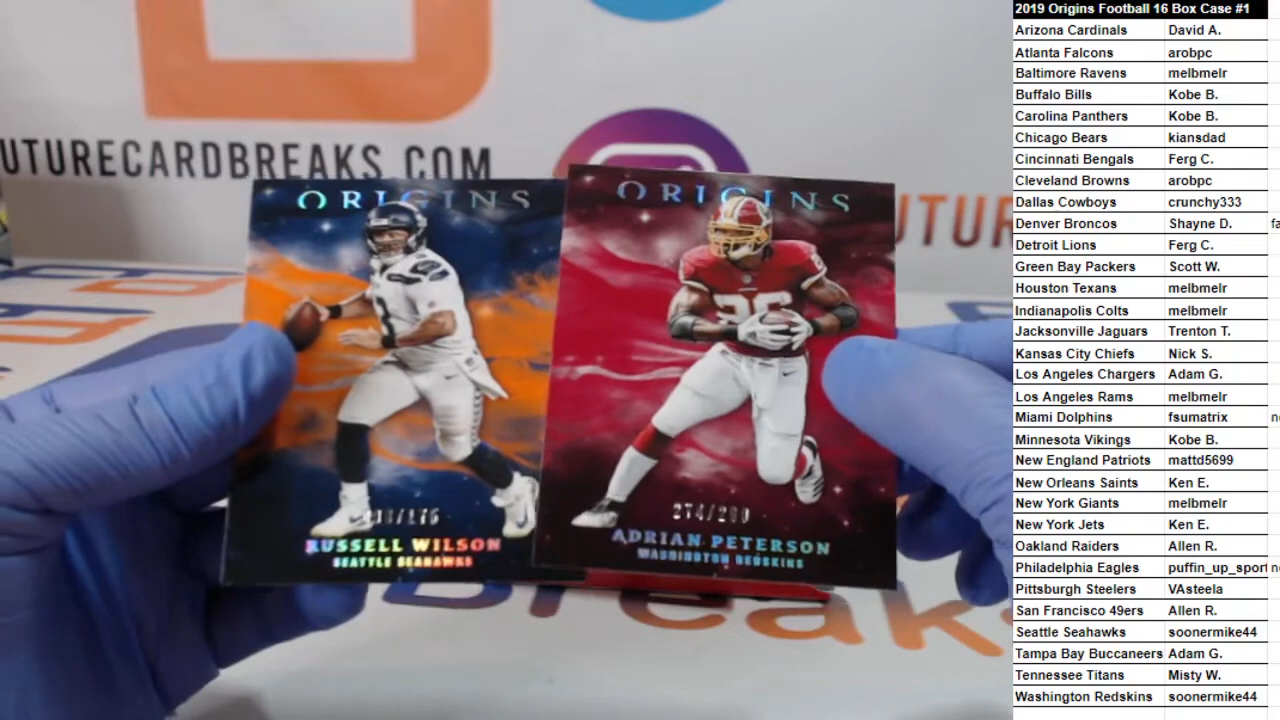 UTURECARDBREAKS.COM
UTUR
ORIGINS
ORIGINS
26
3
274/280
RUSSELL WILSON
SEATTLE SEAHAWKS
ADRIAN PETERSON
WASHINGTON REDSKINS
Breaks
2019 Origins Football 16 Box Case #1
Arizona Cardinals David A.
Atlanta Falcons arobpc
Baltimore Ravens melbmelr
Buffalo Bills Kobe B.
Carolina Panthers Kobe B.
Chicago Bears kiansdad
Cincinnati Bengals Ferg C.
Cleveland Browns arobpc
Dallas Cowboys crunchy333
Denver Broncos Shayne D. fa
Detroit Lions Ferg C.
Green Bay Packers Scott W.
Houston Texans melbmelr
Indianapolis Colts melbmelr
Jacksonville Jaguars Trenton T.
Kansas City Chiefs Nick S.
Los Angeles Chargers Adam G.
Los Angeles Rams melbmelr
Miami Dolphins fsumatrix
Minnesota Vikings Kobe B.
New England Patriots mattd5699
New Orleans Saints Ken E.
New York Giants melbmelr
New York Jets Ken E.
Oakland Raiders Allen R.
Philadelphia Eagles puffin_up_sport
Pittsburgh Steelers VAsteela
San Francisco 49ers Allen R.
Seattle Seahawks soonermike44
Tampa Bay Buccaneers Adam G.
Tennessee Titans Misty W.
Washington Redskins soonermike44